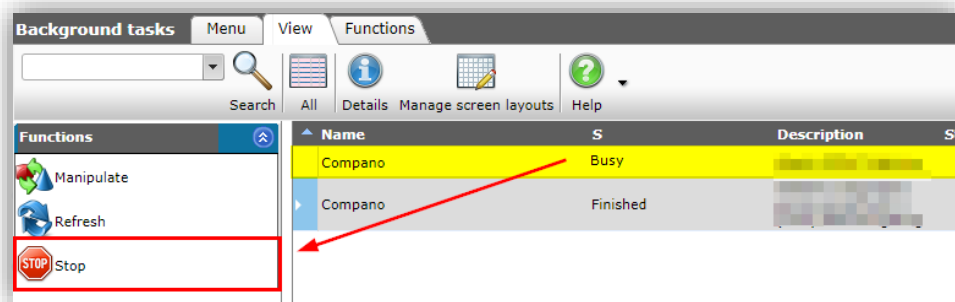 Background tasks Menu View Functions
Search All Details Manage screen layouts Help
Functions Name S Description
Compano Busy
Manipulate
Compano Finished
Refresh
STOP Stop